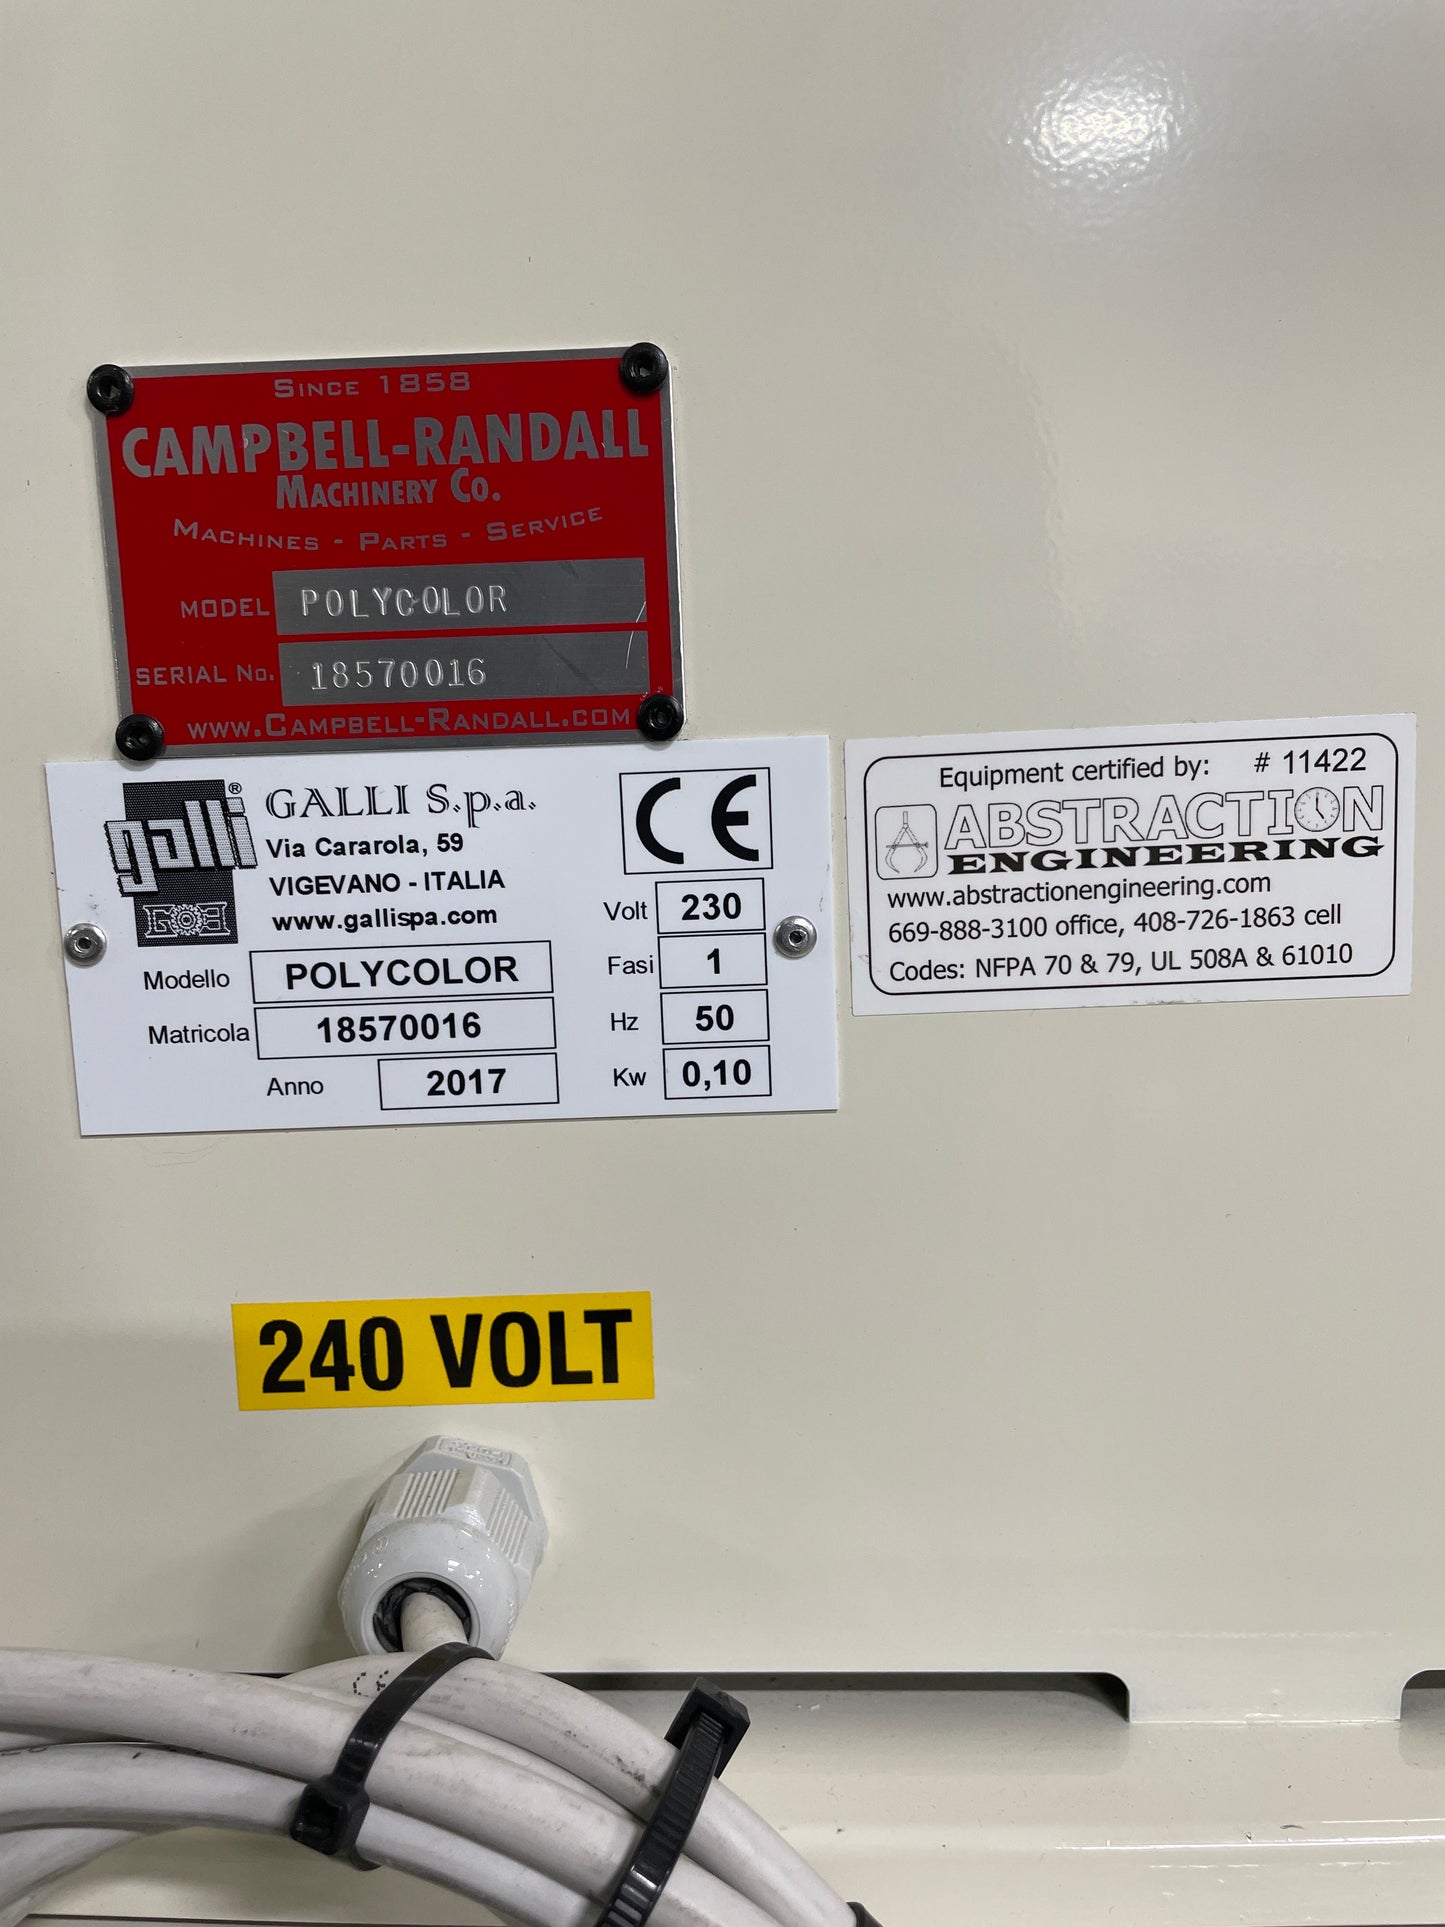 SINCE 1858
CAMPBELL-RANDALL
MACHINERY CO.
MACHINES - PARTS - SERVICE
MODEL POLYCOLOR
SERIAL NO. 18570016
WWW.CAMPBELL-RANDALL.COM
galli® GALLI S.p.a.
Via Cararola, 59
VIGEVANO - ITALIA
www.gallispa.com
Modello POLYCOLOR
Matricola 18570016
Anno 2017
CE
Volt 230
Fasi 1
Hz 50
Kw 0,10
Equipment certified by: # 11422
ABSTRACTION
ENGINEERING
www.abstractionengineering.com
669-888-3100 office, 408-726-1863 cell
Codes: NFPA 70 & 79, UL 508A & 61010
240 VOLT